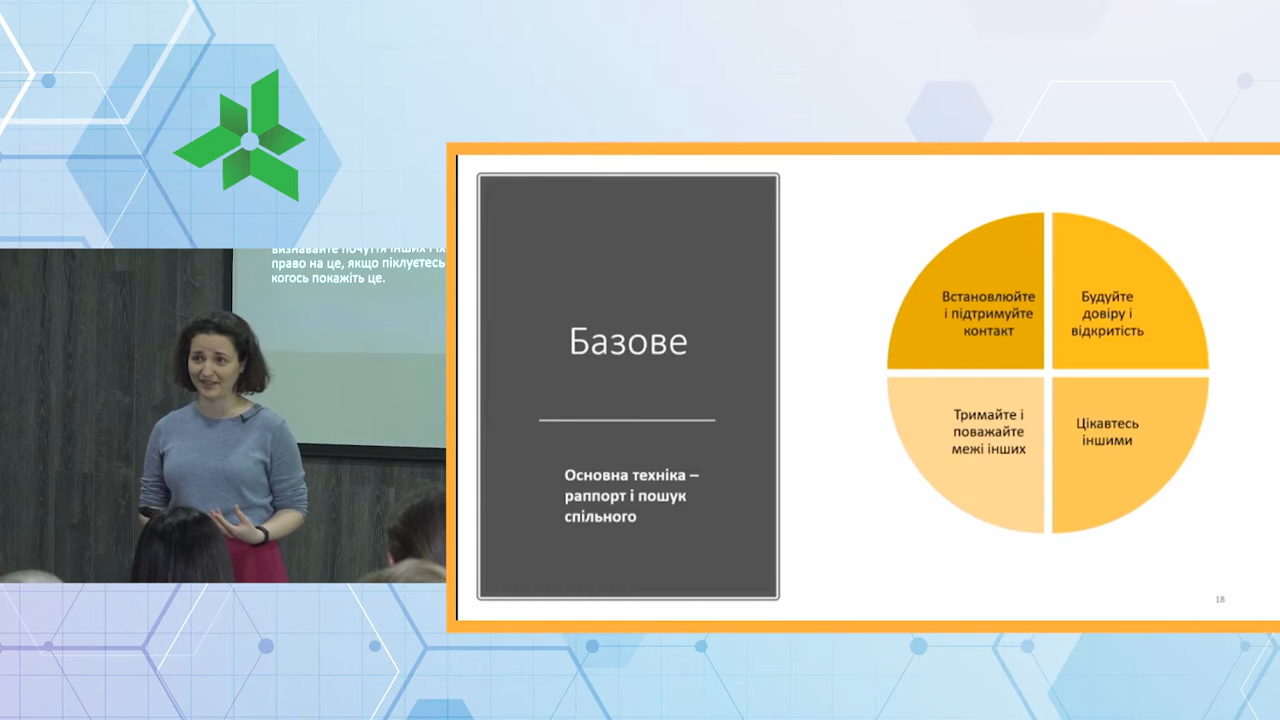 визнавайте почуття інших і їх
право на це, якщо піклуєтесь
когось покажіть це.
Базове
Основна техніка –
раппорт і пошук
спільного
Встановлюйте
і підтримуйте
контакт
Будуйте
довіру і
відкритість
Тримайте і
поважайте
межі інших
Цікавтесь
іншими
18